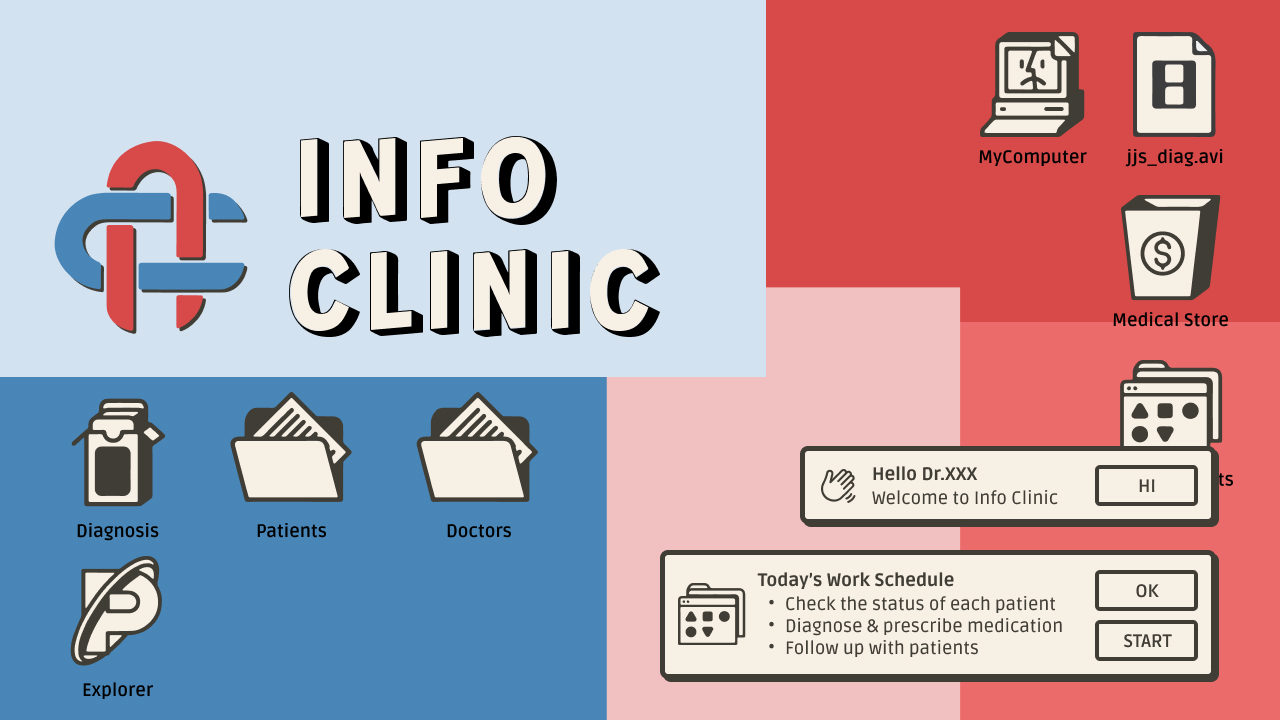 INFO
CLINIC
MyComputer
jjs_diag.avi
Medical Store
Diagnosis
Patients
Doctors
Explorer
Hello Dr.XXX
Welcome to Info Clinic
HI
ts
Today's Work Schedule
• Check the status of each patient
• Diagnose & prescribe medication
• Follow up with patients
OK
START